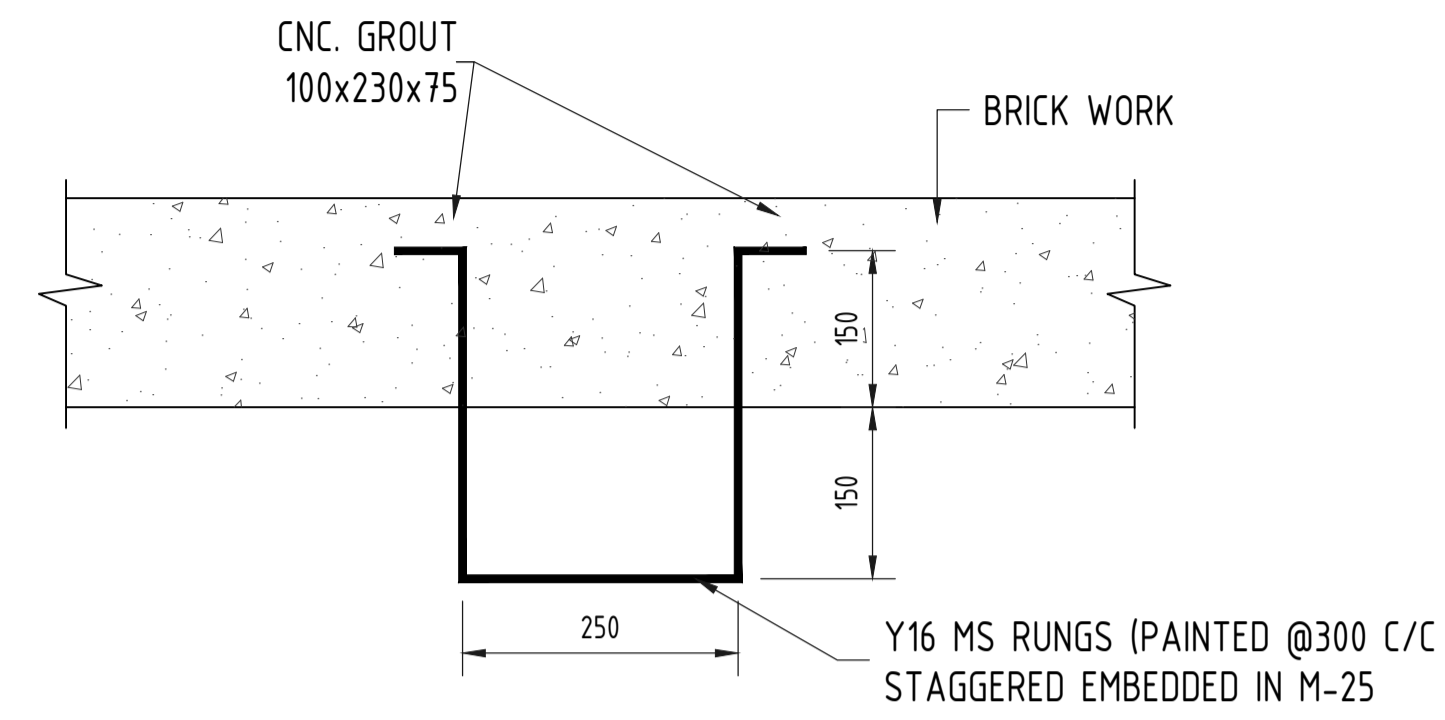 CNC. GROUT
100x230x75
BRICK WORK
150
150
250
Y16 MS RUNGS (PAINTED @300 C/C
STAGGERED EMBEDDED IN M-25